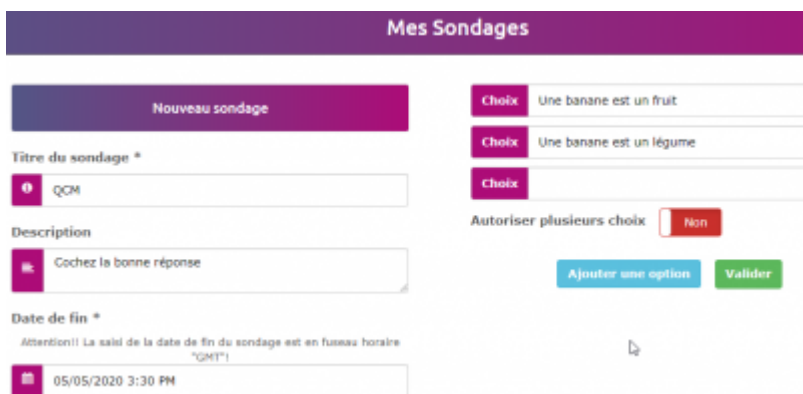 Mes Sondages
Nouveau sondage
Titre du sondage *
QCM
Description
Cochez la bonne réponse
Date de fin *
Attention!! La saisi de la date de fin du sondage est en fuseau horaire
"GMT"!
05/05/2020 3:30 PM
Choix Une banane est un fruit
Choix Une banane est un légume
Choix
Autoriser plusieurs choix Non
Ajouter une option Valider